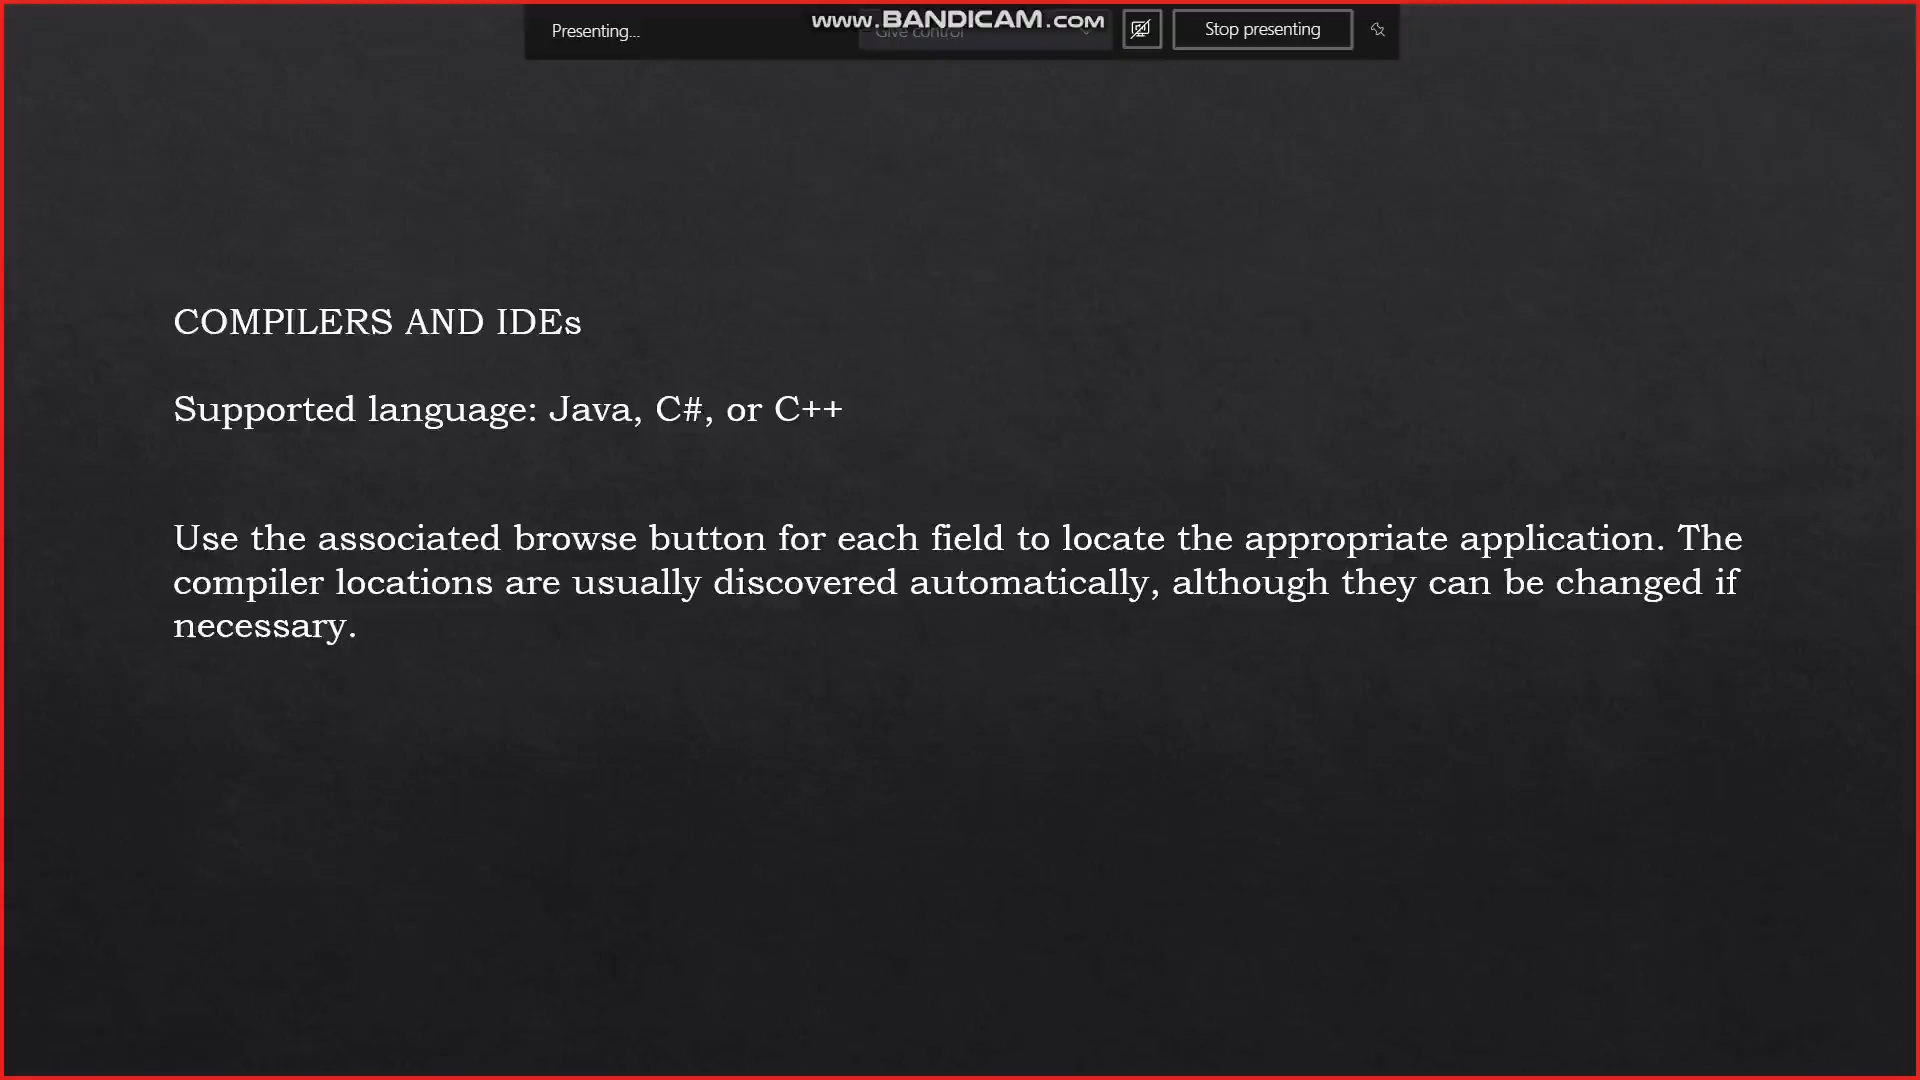 www.BANDICAM.com
Presenting...
Give control
Stop presenting
COMPILERS AND IDEs
Supported language: Java, C#, or C++
Use the associated browse button for each field to locate the appropriate application. The
compiler locations are usually discovered automatically, although they can be changed if
necessary.